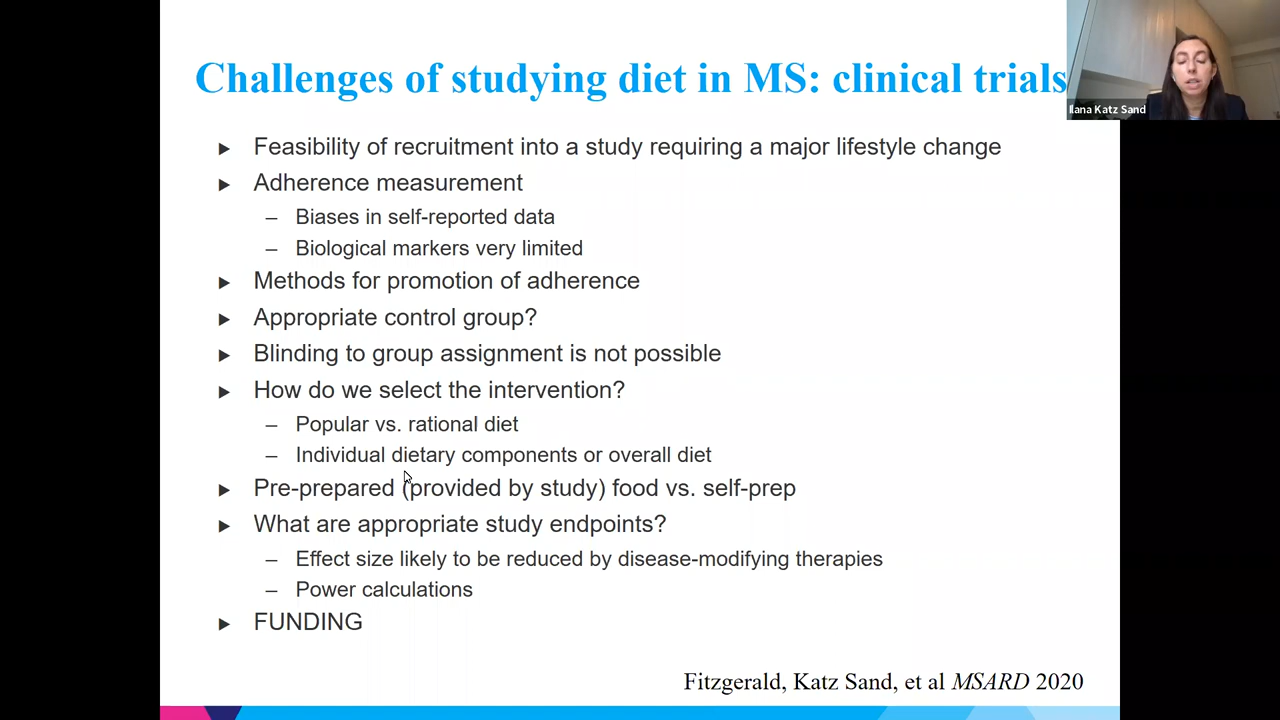 Challenges of studying diet in MS: clinical trials
Ilana Katz Sand
► Feasibility of recruitment into a study requiring a major lifestyle change
► Adherence measurement
– Biases in self-reported data
– Biological markers very limited
► Methods for promotion of adherence
► Appropriate control group?
► Blinding to group assignment is not possible
► How do we select the intervention?
– Popular vs. rational diet
– Individual dietary components or overall diet
► Pre-prepared (provided by study) food vs. self-prep
► What are appropriate study endpoints?
– Effect size likely to be reduced by disease-modifying therapies
– Power calculations
► FUNDING
Fitzgerald, Katz Sand, et al MSARD 2020